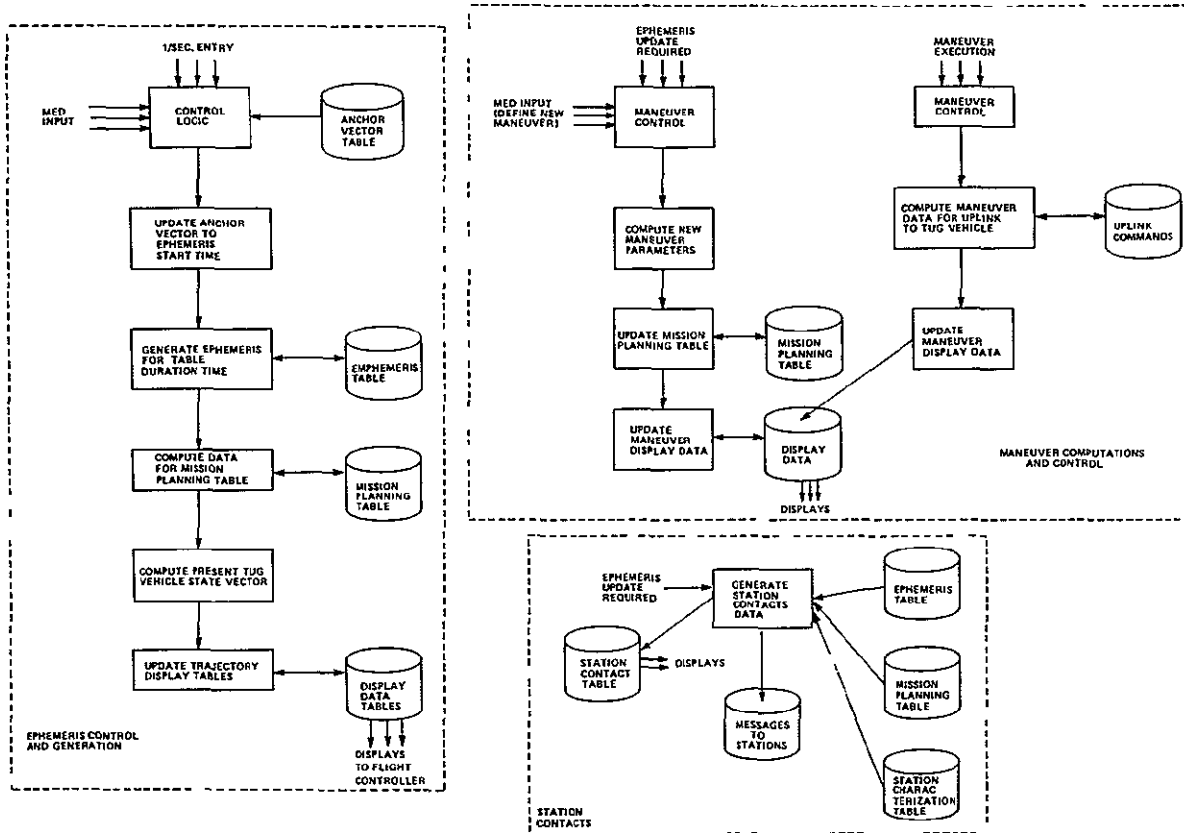 1/SEC. ENTRY
MED
INPUT
CONTROL
LOGIC
ANCHOR
VECTOR
TABLE
UPDATE ANCHOR
VECTOR TO
EPHEMERIS
START TIME
GENERATE EPHEMERIS
FOR TABLE
DURATION TIME
EMPHEMERIS
TABLE
COMPUTE DATA
FOR MISSION
PLANNING TABLE
MISSION
PLANNING
TABLE
COMPUTE PRESENT TUG
VEHICLE STATE VECTOR
UPDATE TRAJECTORY
DISPLAY TABLES
DISPLAY
DATA
TABLES
EPHEMERIS CONTROL
AND GENERATION
DISPLAYS
TO FLIGHT
CONTROLLER
EPHEMERIS
UPDATE
REQUIRED
MED INPUT
(DEFINE NEW
MANEUVER)
MANEUVER
CONTROL
COMPUTE NEW
MANEUVER
PARAMETERS
UPDATE MISSION
PLANNING TABLE
MISSION
PLANNING
TABLE
UPDATE
MANEUVER
DISPLAY DATA
DISPLAY
DATA
DISPLAYS
MANEUVER
EXECUTION
MANEUVER
CONTROL
COMPUTE MANEUVER
DATA FOR UPLINK
TO TUG VEHICLE
UPLINK
COMMANDS
UPDATE
MANEUVER
DISPLAY DATA
MANEUVER COMPUTATIONS
AND CONTROL
EPHEMERIS
UPDATE
REQUIRED
GENERATE
STATION
CONTACTS
DATA
EPHEMERIS
TABLE
STATION
CONTACT
TABLE
DISPLAYS
MISSION
PLANNING
TABLE
MESSAGES
TO
STATIONS
STATION
CHARAC
TERIZATION
TABLE
STATION
CONTACTS